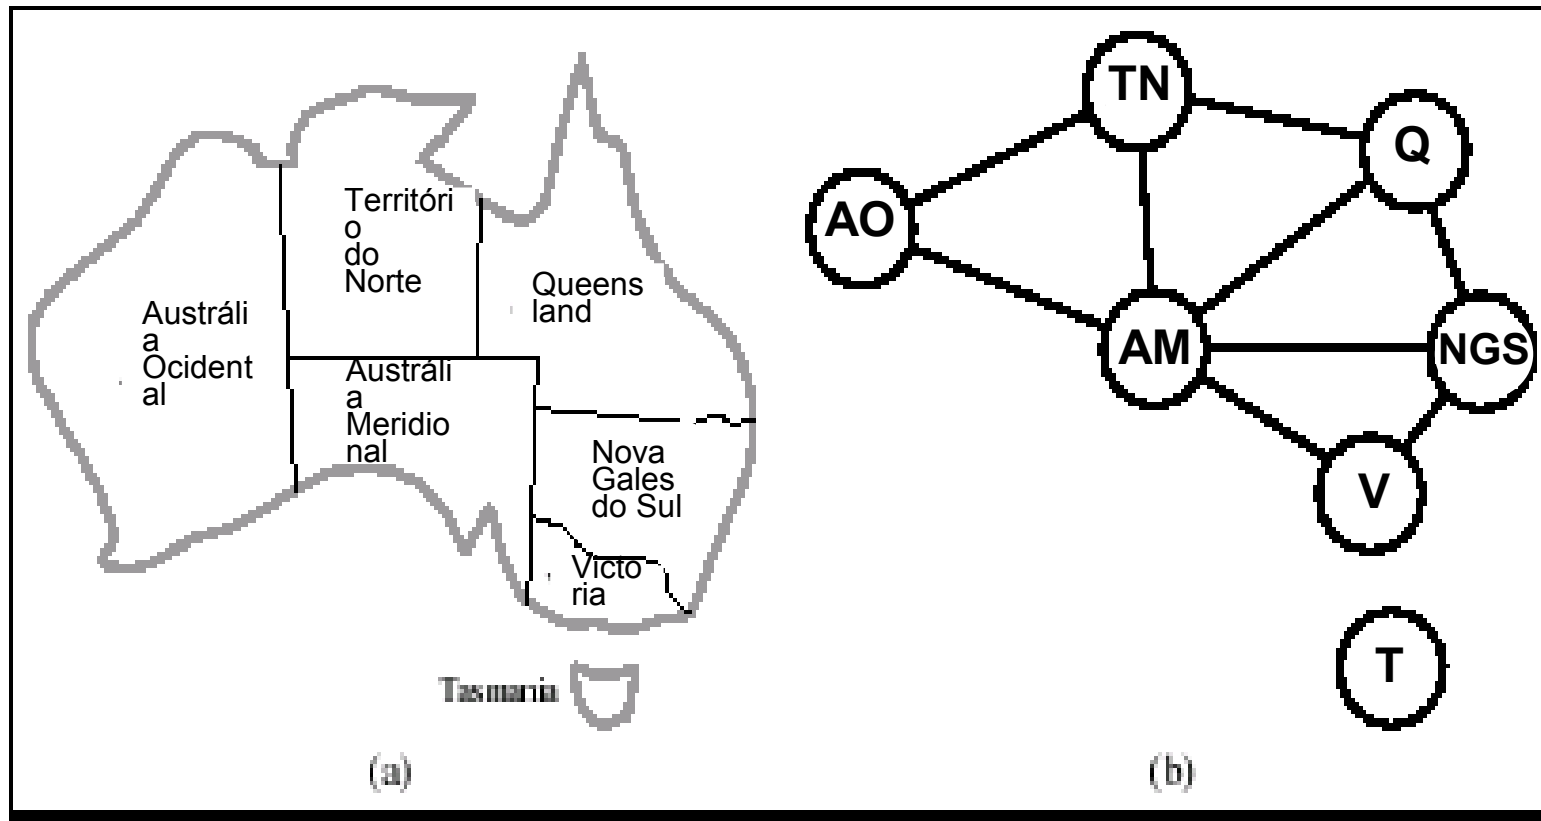 Territóri
o
do
Norte
Queens
land
Austráli
a
Ocident
al
Austráli
a
Meridio
nal
Nova
Gales
do Sul
Victo
ria
Tasmania
(a)
TN
Q
AO
AM
NGS
V
T
(b)